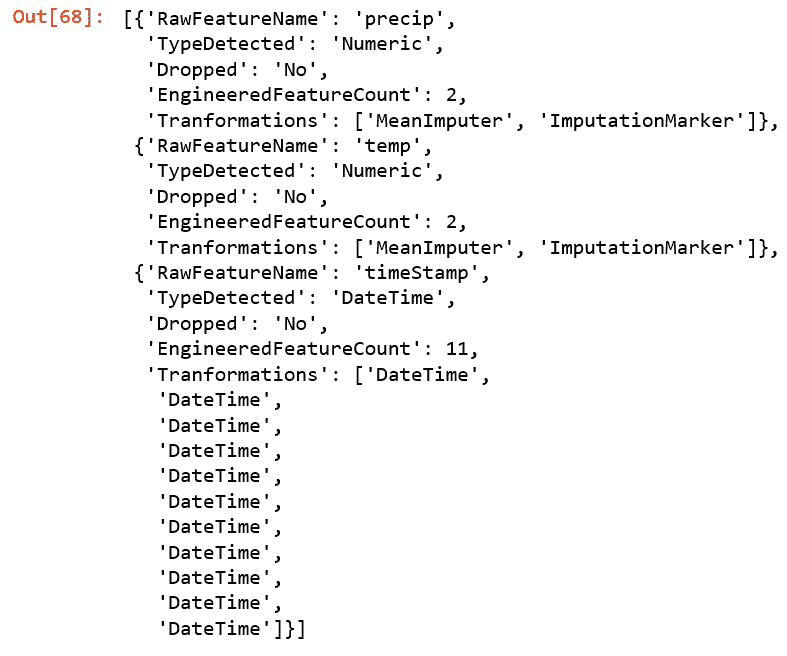 Out[68]: [{'RawFeatureName': 'precip',
'TypeDetected': 'Numeric',
'Dropped': 'No',
'EngineeredFeatureCount': 2,
'Tranformations': ['MeanImputer', 'ImputationMarker']},
{'RawFeatureName': 'temp',
'TypeDetected': 'Numeric',
'Dropped': 'No',
'EngineeredFeatureCount': 2,
'Tranformations': ['MeanImputer', 'ImputationMarker']},
{'RawFeatureName': 'timeStamp',
'TypeDetected': 'DateTime',
'Dropped': 'No',
'EngineeredFeatureCount': 11,
'Tranformations': ['DateTime',
'DateTime',
'DateTime',
'DateTime',
'DateTime',
'DateTime',
'DateTime',
'DateTime',
'DateTime',
'DateTime',
'DateTime']}]